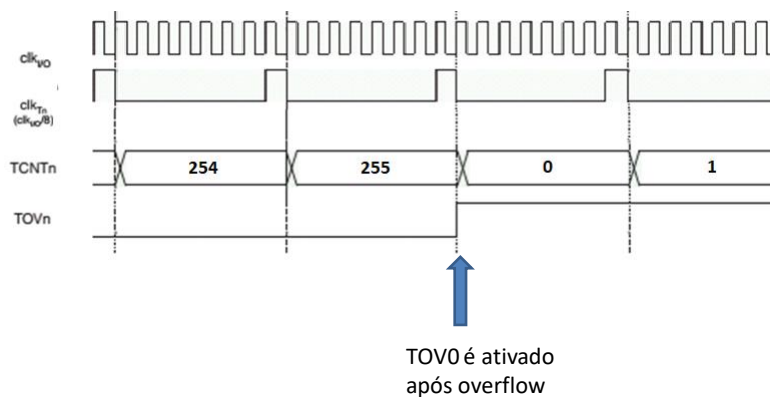 clkI/O
clkTn
(clkI/O/8)
TCNTn 254 255 0 1
TOVn
TOV0 é ativado
após overflow